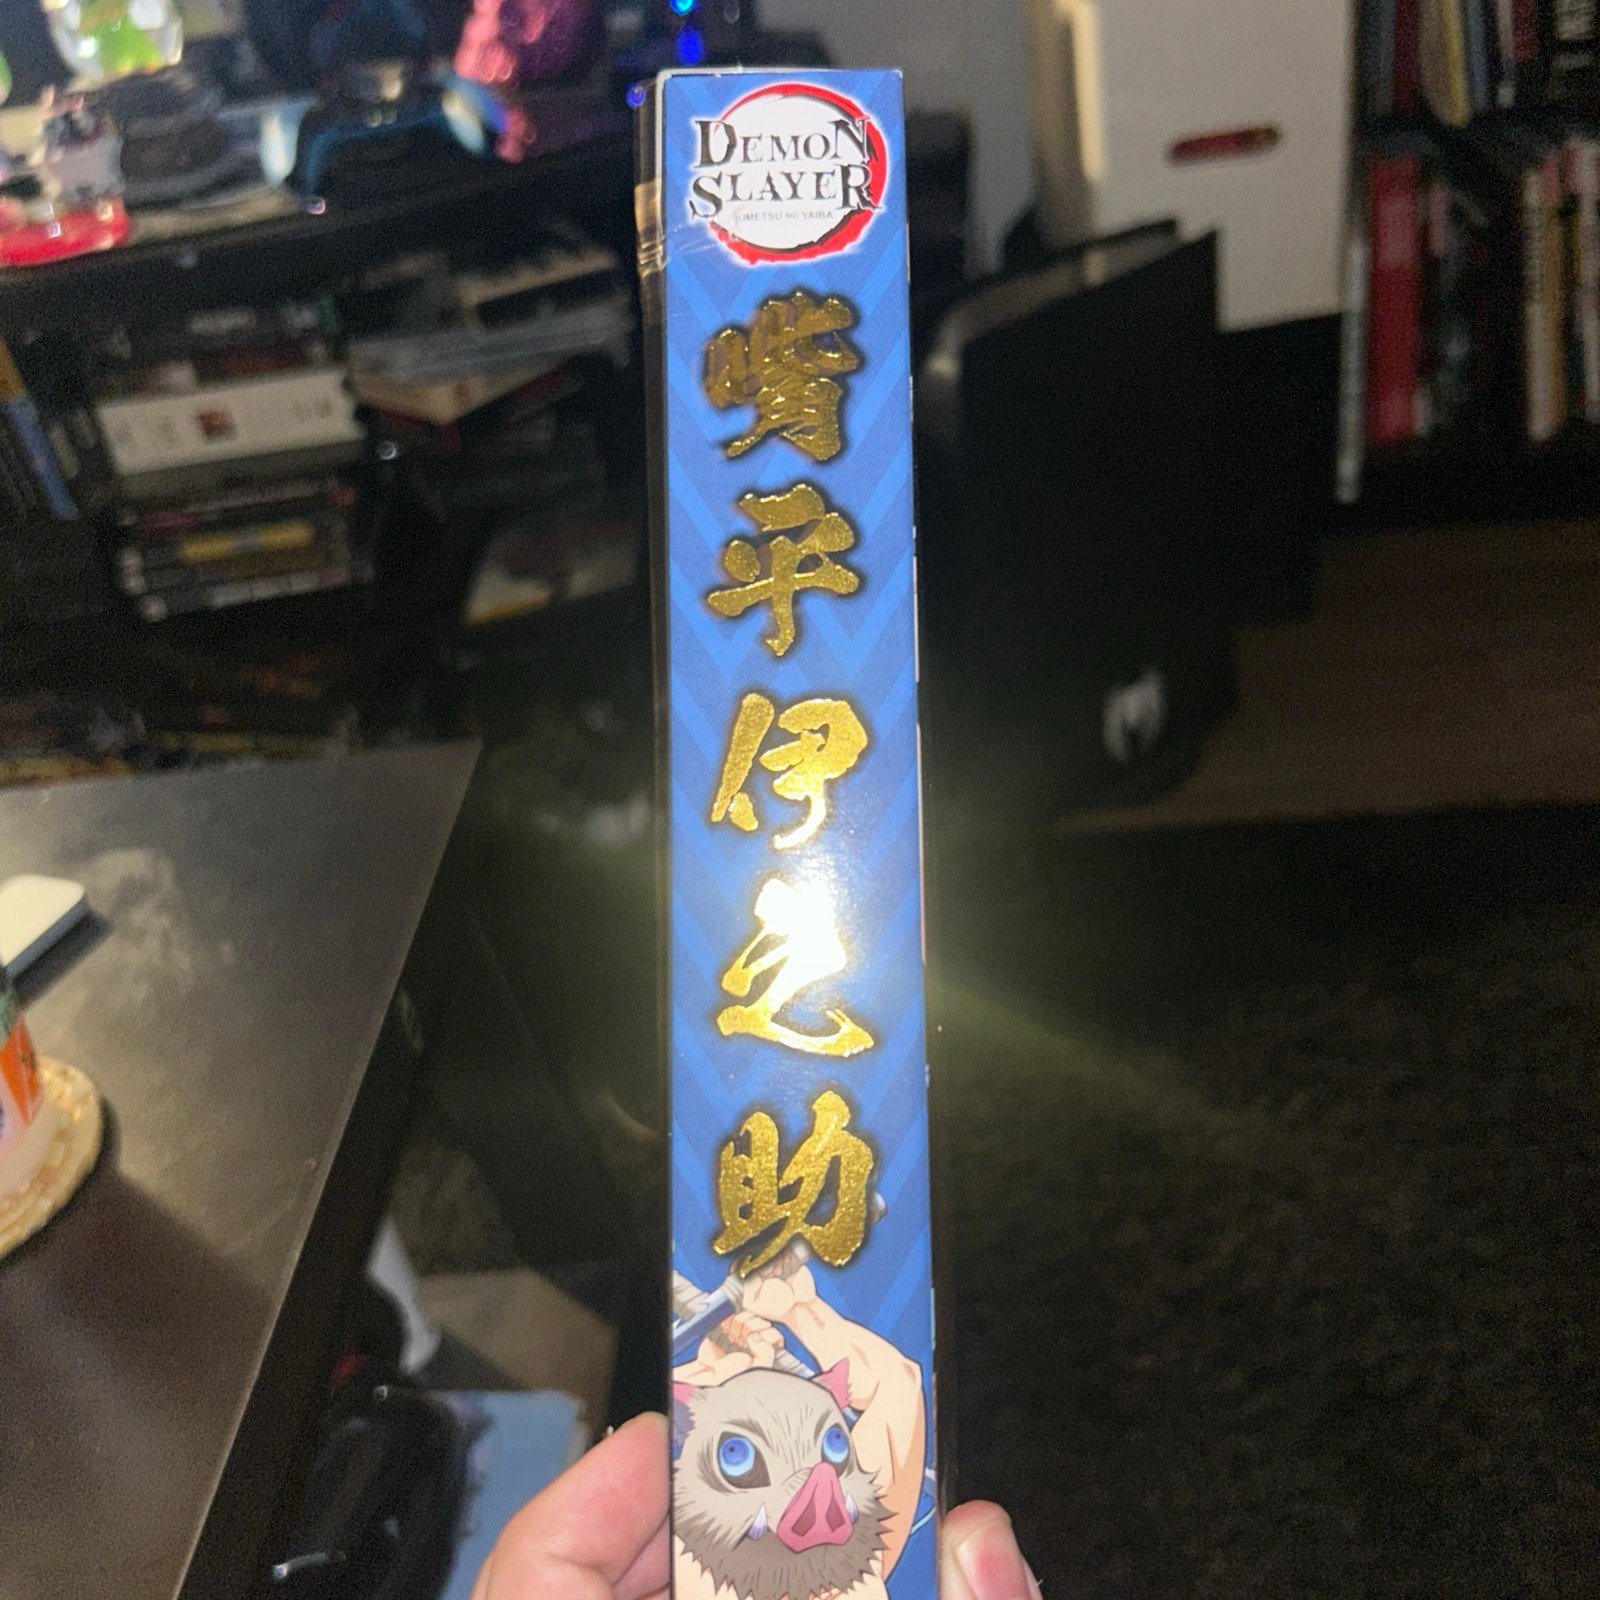 DEMON
SLAYER
KIMETSU NO YAIBA
嘴平伊之助